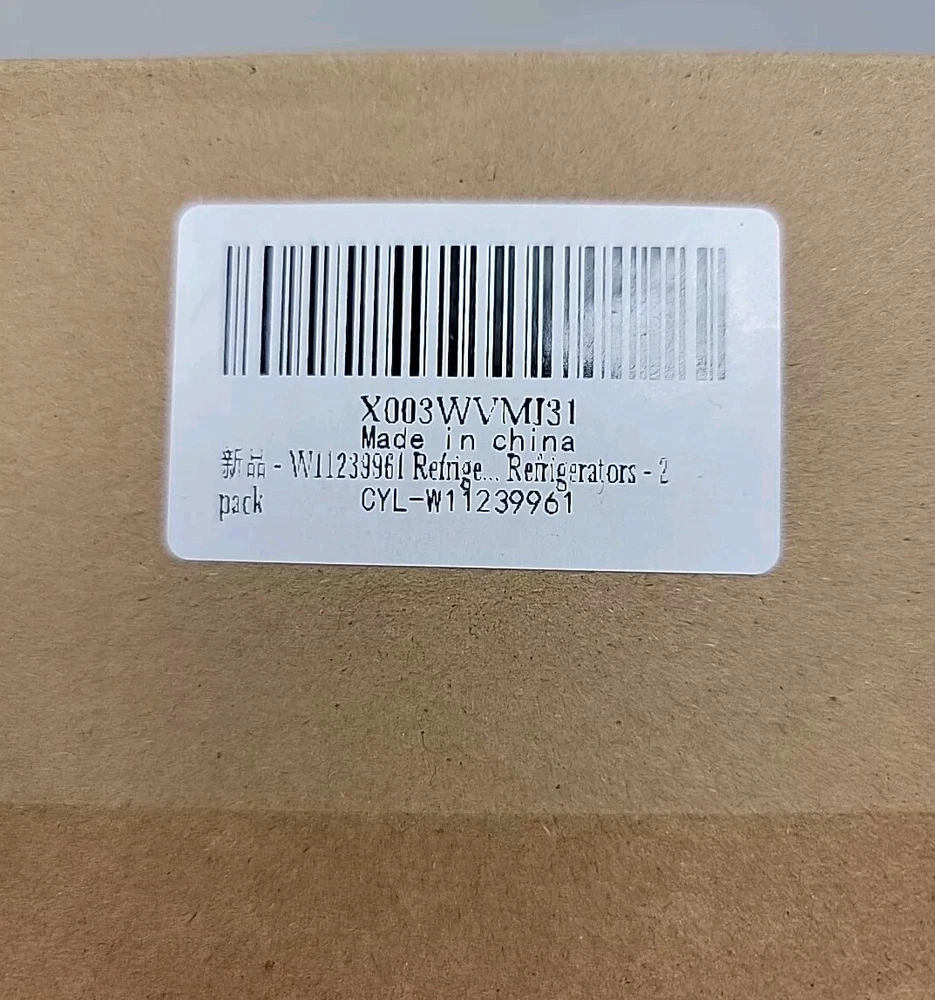 X003WVMJ31
Made in china
新品 - W11239961 Refrige... Refrigerators - 2
pack
CYL-W11239961